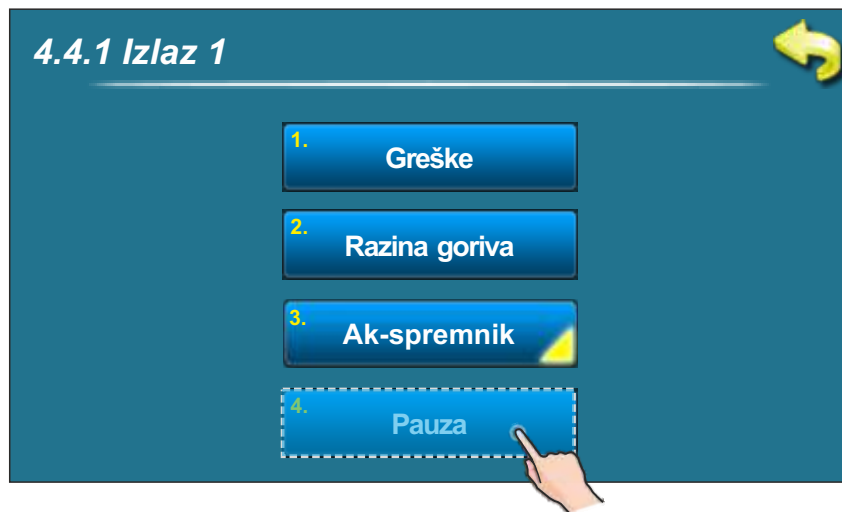 4.4.1 Izlaz 1
1.
Greške
2.
Razina goriva
3.
Ak-spremnik
4.
Pauza